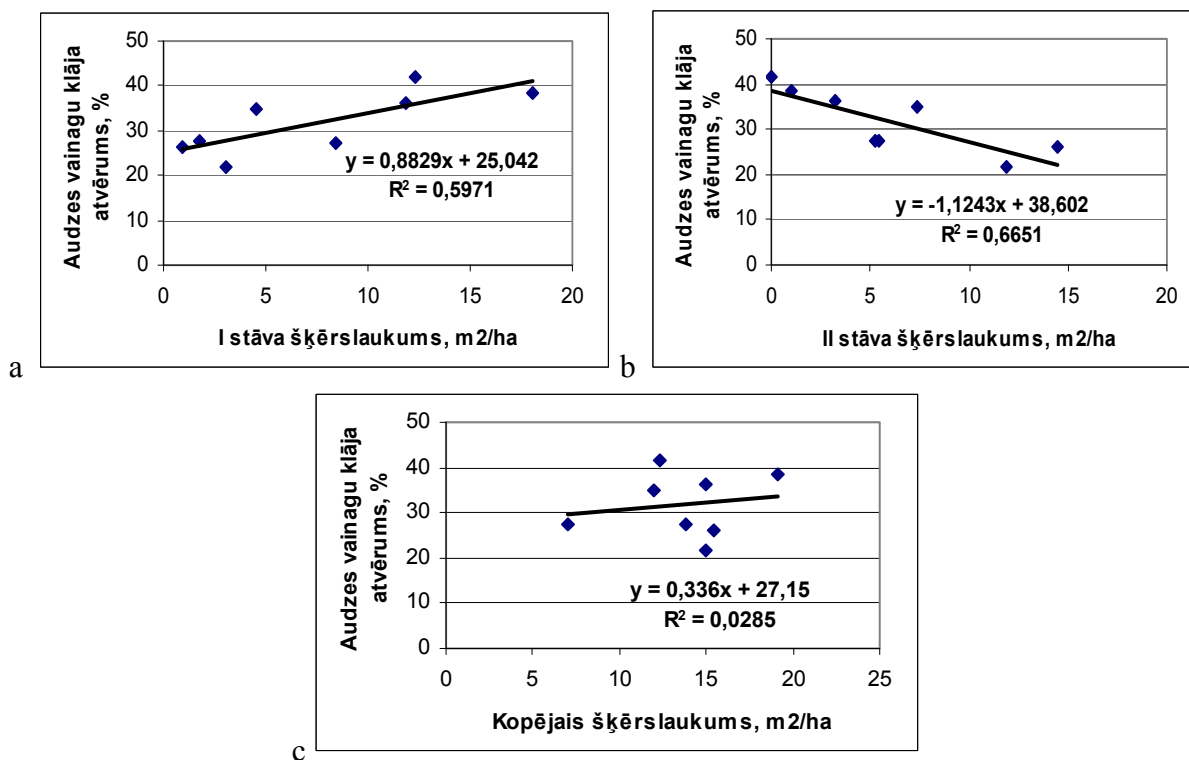 Audzes vainagu klāja
atvērums, %
50
40
30
20
10
0
y = 0,8829x + 25,042
R² = 0,5971
0 5 10 15 20
I stāva šķērslaukums, m2/ha
a
Audzes vainagu klāja
atvērums, %
50
40
30
20
10
0
y = -1,1243x + 38,602
R² = 0,6651
0 5 10 15 20
II stāva šķērslaukums, m2/ha
b
Audzes vainagu klāja
atvērums, %
50
40
30
20
10
0
y = 0,336x + 27,15
R² = 0,0285
0 5 10 15 20 25
Kopējais šķērslaukums, m2/ha
c